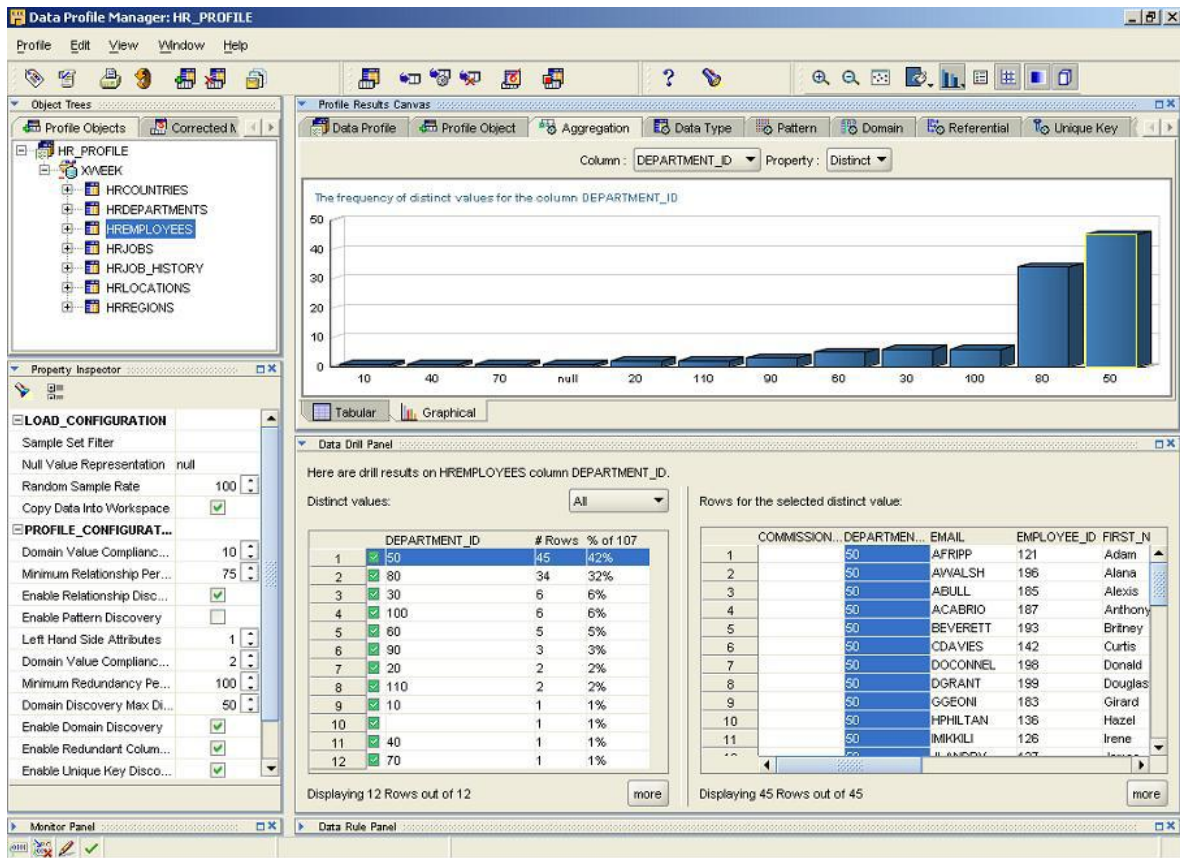 Data Profile Manager: HR_PROFILE
Profile Edit View Window Help
Object Trees
Profile Objects Corrected
HR_PROFILE
XWEEK
HRCOUNTRIES
HRDEPARTMENTS
HREMPLOYEES
HRJOBS
HRJOB_HISTORY
HRLOCATIONS
HRREGIONS
Property Inspector
LOAD_CONFIGURATION
Sample Set Filter
Null Value Representation null
Random Sample Rate 100
Copy Data Into Workspace
PROFILE_CONFIGURAT...
Domain Value Complianc... 10
Minimum Relationship Per... 75
Enable Relationship Disc...
Enable Pattern Discovery
Left Hand Side Attributes 1
Domain Value Complianc... 2
Minimum Redundancy Pe... 100
Domain Discovery Max Di... 50
Enable Domain Discovery
Enable Redundant Colum...
Enable Unique Key Disco...
Monitor Panel
Profile Results Canvas
Data Profile Profile Object Aggregation Data Type Pattern Domain Referential Unique Key
Column : DEPARTMENT_ID Property : Distinct
The frequency of distinct values for the column DEPARTMENT_ID
50
40
30
20
10
0
10 40 70 null 20 110 90 60 30 100 80 50
Tabular Graphical
Data Drill Panel
Here are drill results on HREMPLOYEES column DEPARTMENT_ID.
Distinct values: All
DEPARTMENT_ID # Rows % of 107
1 50 45 42%
2 80 34 32%
3 30 6 6%
4 100 6 6%
5 60 5 5%
6 90 3 3%
7 20 2 2%
8 110 2 2%
9 10 1 1%
10 1 1%
11 40 1 1%
12 70 1 1%
Displaying 12 Rows out of 12 more
Rows for the selected distinct value:
COMMISSION... DEPARTMEN... EMAIL EMPLOYEE_ID FIRST_N
1 50 AFRIPP 121 Adam
2 50 AWALSH 196 Alana
3 50 ABULL 185 Alexis
4 50 ACABRIO 187 Anthony
5 50 BEVERETT 193 Britney
6 50 CDAVIES 142 Curtis
7 50 DOCONNEL 198 Donald
8 50 DGRANT 199 Douglas
9 50 GGEONI 183 Girard
10 50 HPHILTAN 136 Hazel
11 50 IMIKKILI 126 Irene
Displaying 45 Rows out of 45 more
Data Rule Panel